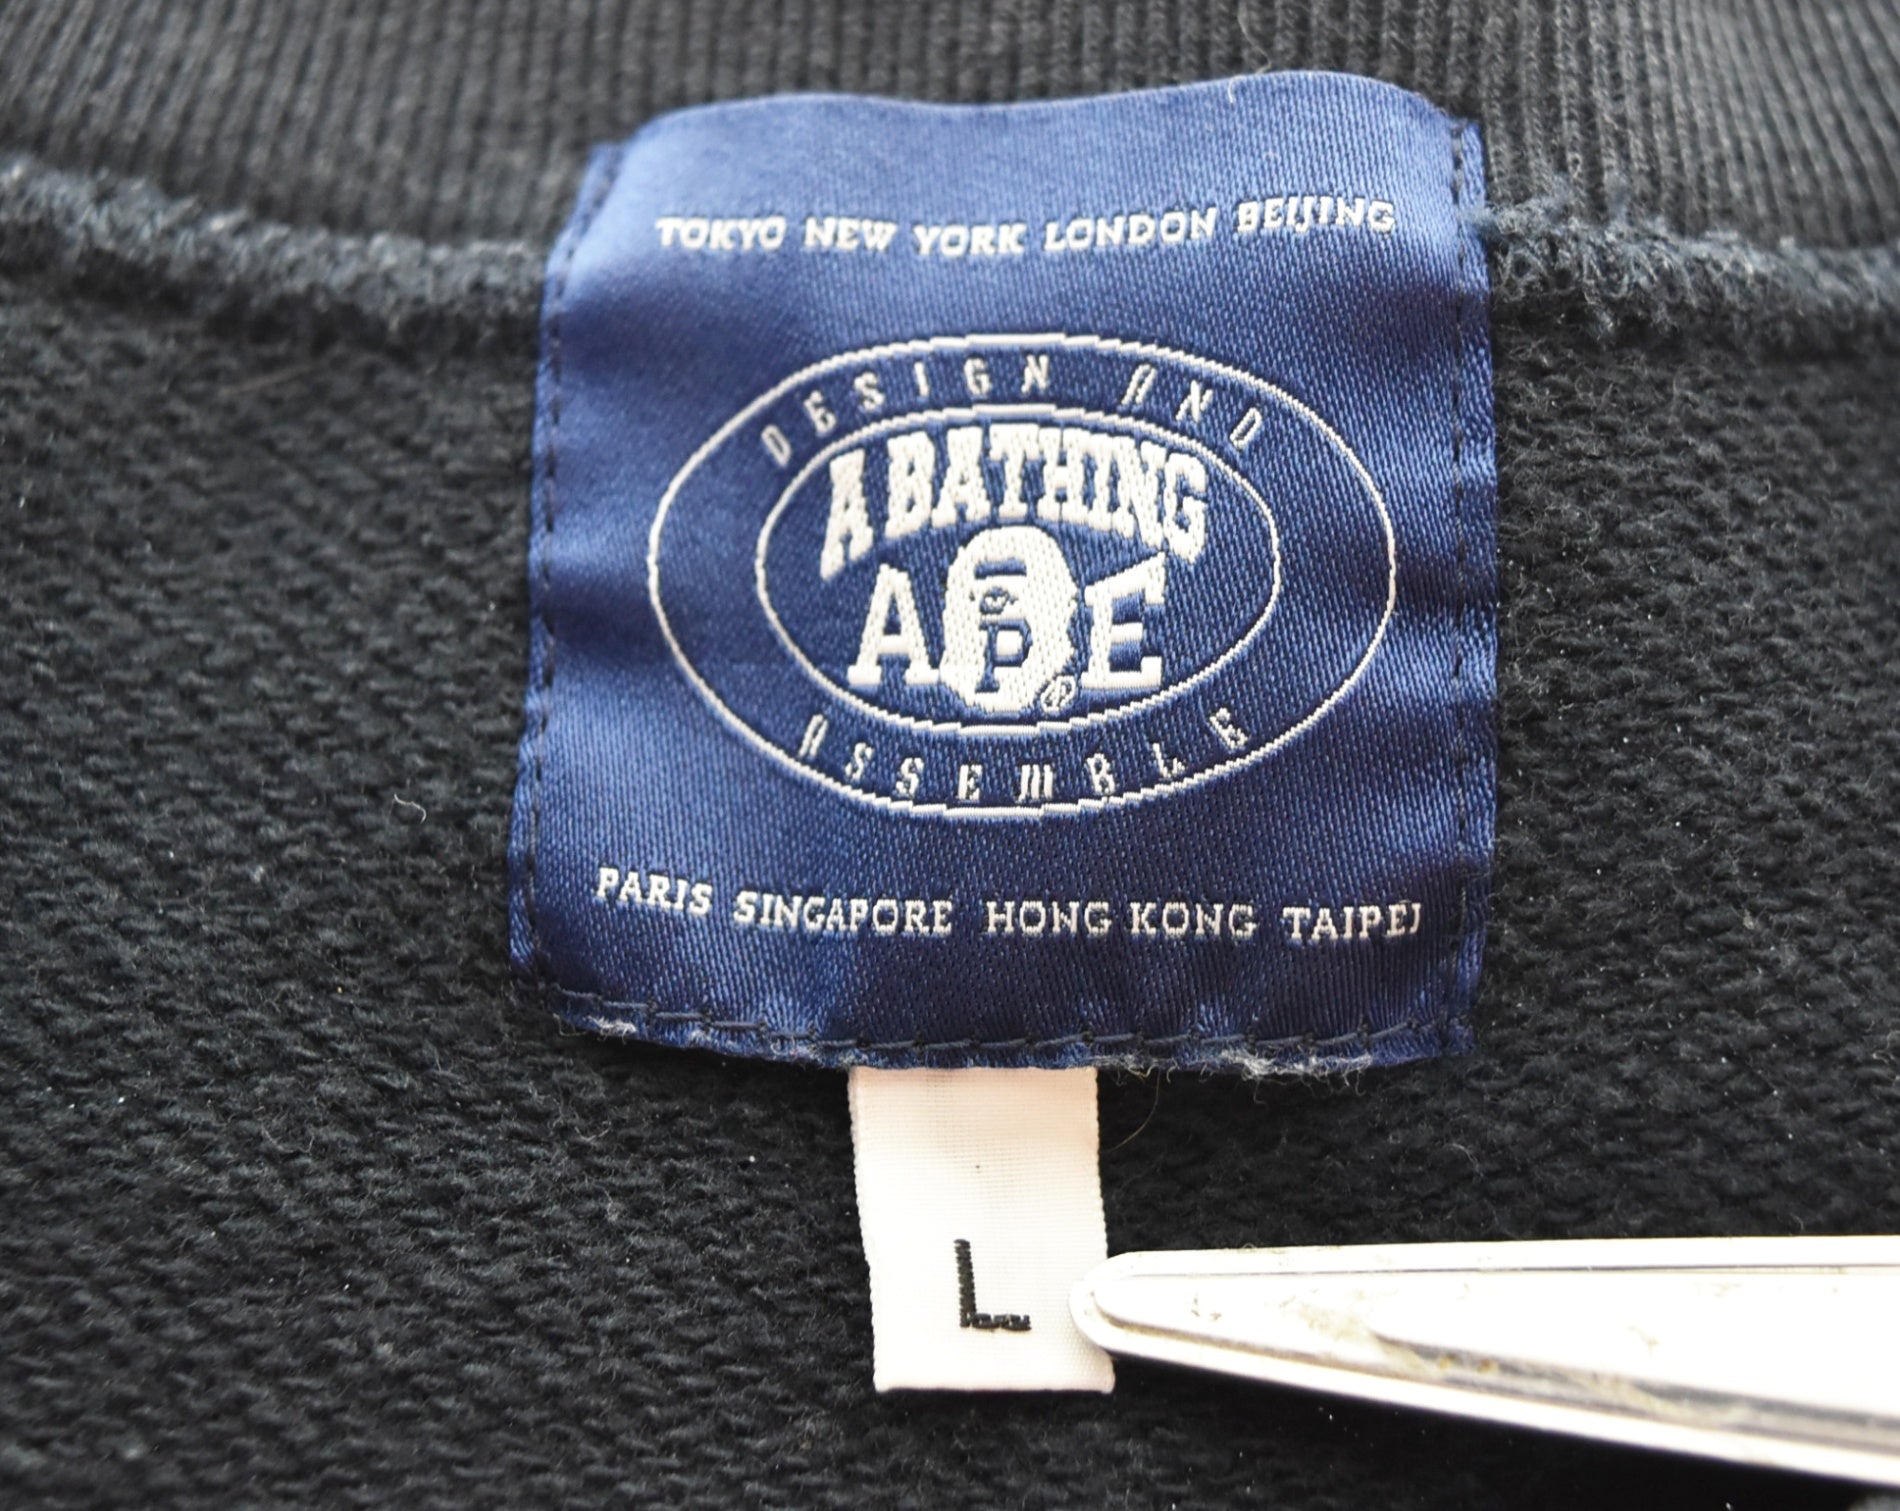 TOKYO NEW YORK LONDON BEIJING
DESIGN AND
A BATHING
APE®
ASSEMBLE
PARIS SINGAPORE HONG KONG TAIPEI
L